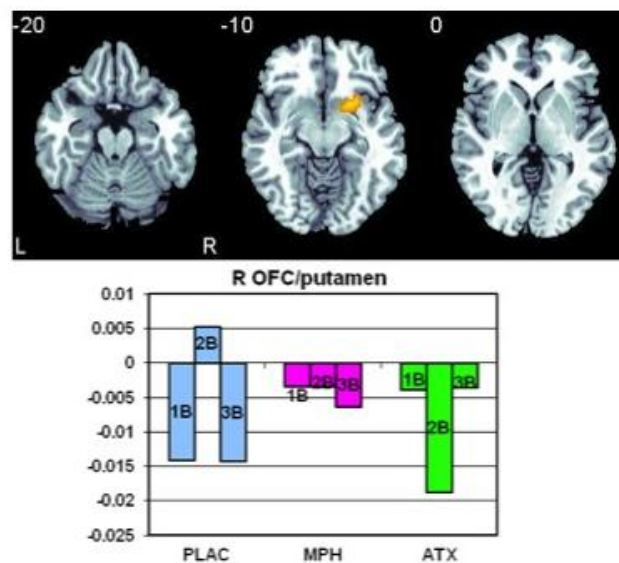 -20 -10 0
L R
R OFC/putamen
0.01
0.005
0
-0.005
-0.01
-0.015
-0.02
-0.025
1B 2B 3B
1B 2B 3B
1B 2B 3B
PLAC MPH ATX